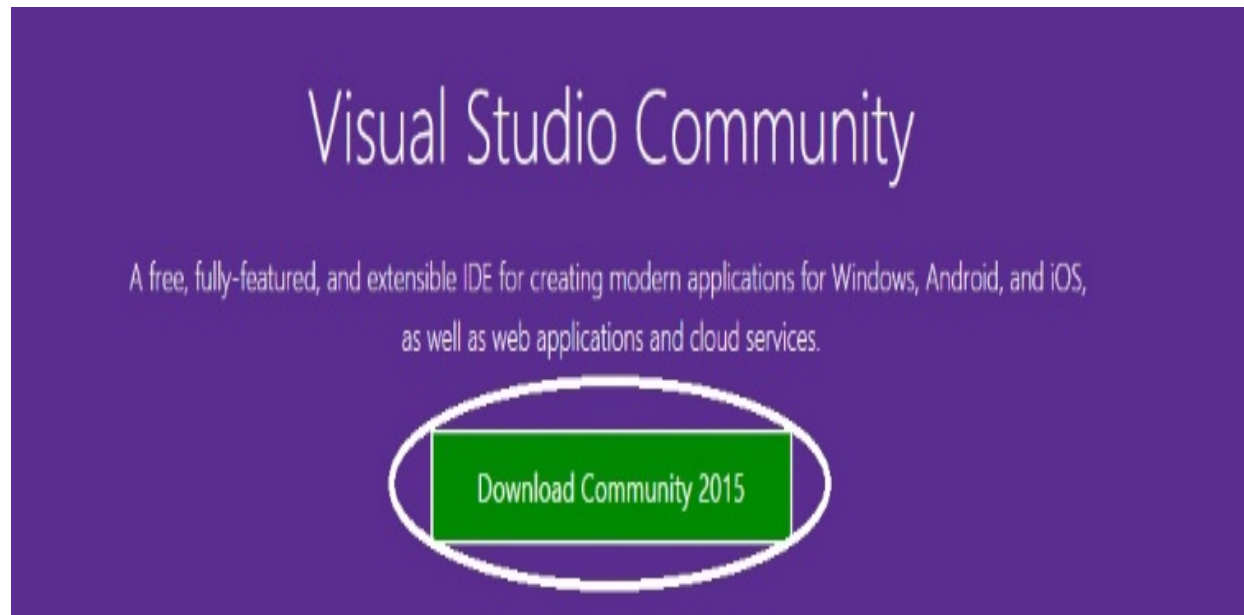 Visual Studio Community
A free, fully-featured, and extensible IDE for creating modern applications for Windows, Android, and iOS,
as well as web applications and cloud services.
Download Community 2015